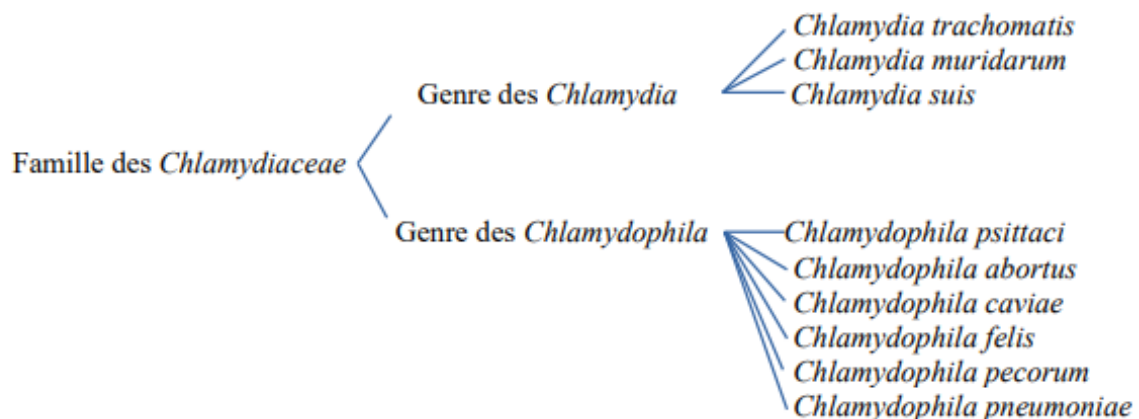 Chlamydia trachomatis
Chlamydia muridarum
Genre des Chlamydia
Chlamydia suis
Famille des Chlamydiaceae
Genre des Chlamydophila
Chlamydophila psittaci
Chlamydophila abortus
Chlamydophila caviae
Chlamydophila felis
Chlamydophila pecorum
Chlamydophila pneumoniae